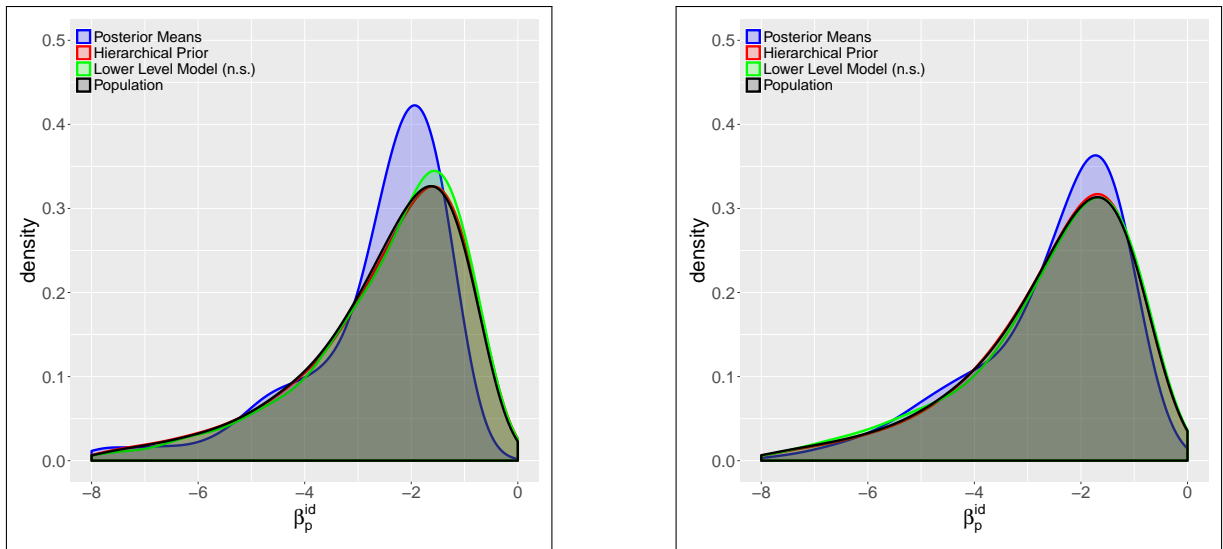 Posterior Means
Hierarchical Prior
Lower Level Model (n.s.)
Population
0.5
0.4
0.3
0.2
0.1
0.0
density
−8
−6
−4
−2
0
β_p^id
Posterior Means
Hierarchical Prior
Lower Level Model (n.s.)
Population
0.5
0.4
0.3
0.2
0.1
0.0
density
−8
−6
−4
−2
0
β_p^id